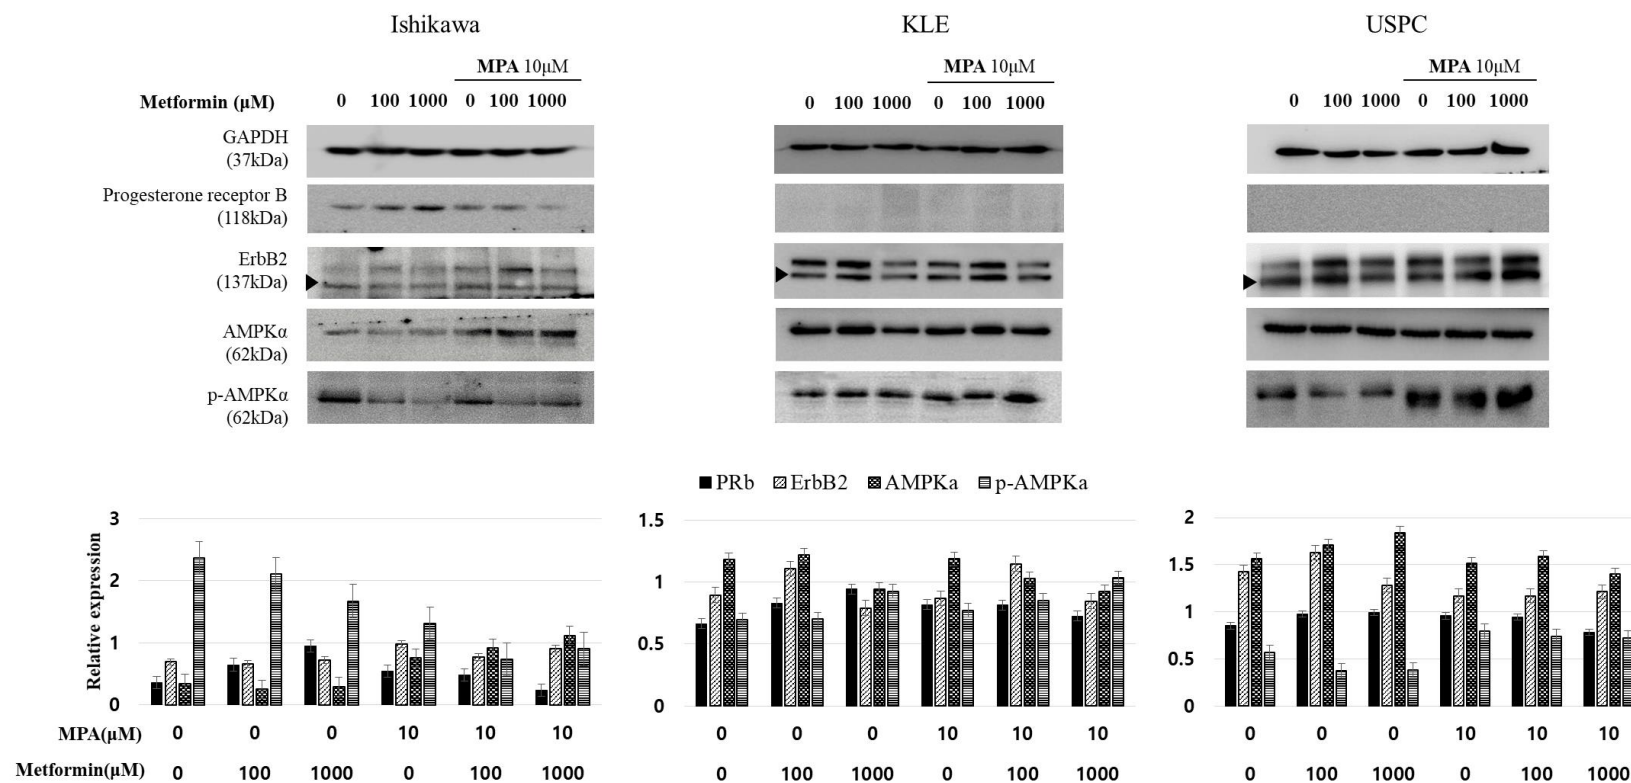 Ishikawa KLE USPC
MPA 10μM MPA 10μM MPA 10μM
Metformin (μM) 0 100 1000 0 100 1000 0 100 1000 0 100 1000 0 100 1000 0 100 1000
GAPDH
(37kDa)
Progesterone receptor B
(118kDa)
ErbB2
(137kDa)
AMPKα
(62kDa)
p-AMPKα
(62kDa)
PRb ErbB2 AMPKa p-AMPKa
Relative expression
3
2
1
0
1.5
1
0.5
0
2
1.5
1
0.5
0
MPA(μM) 0 0 0 10 10 10 0 0 0 10 10 10 0 0 0 10 10 10
Metformin(μM) 0 100 1000 0 100 1000 0 100 1000 0 100 1000 0 100 1000 0 100 1000